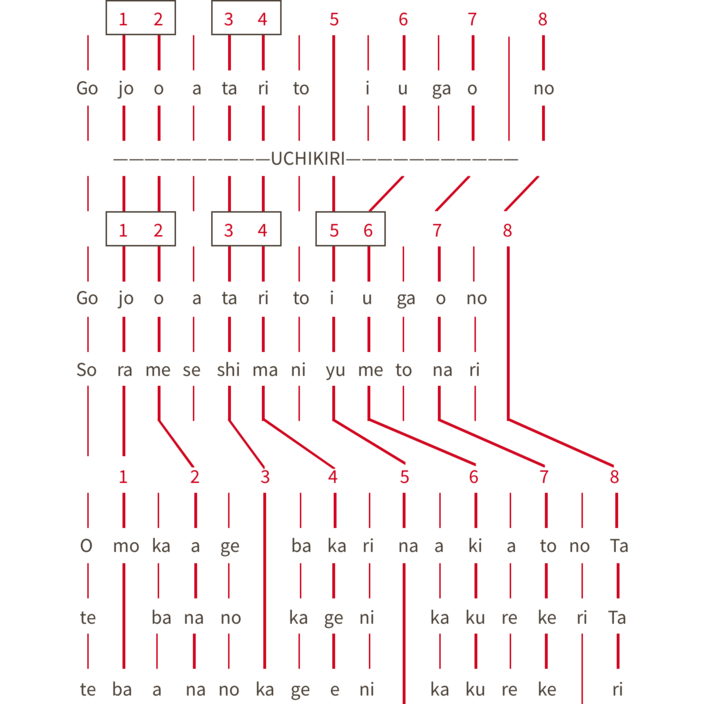 1 2 3 4 5 6 7 8
Go jo o a ta ri to i u ga o no
——————————UCHIKIRI———————————
1 2 3 4 5 6 7 8
Go jo o a ta ri to i u ga o no
So ra me se shi ma ni yu me to na ri
1 2 3 4 5 6 7 8
O mo ka a ge ba ka ri na a ki a to no Ta
te ba na no ka ge ni ka ku re ke ri Ta
te ba a na no ka ge e ni ka ku re ke ri